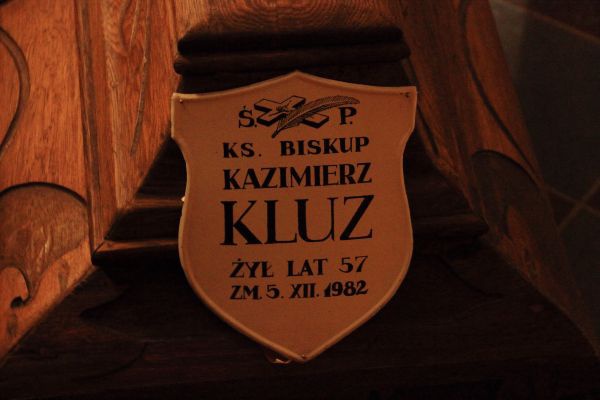 Ś. P.
KS. BISKUP
KAZIMIERZ
KLUZ
ŻYŁ LAT 57
ZM. 5. XII. 1982